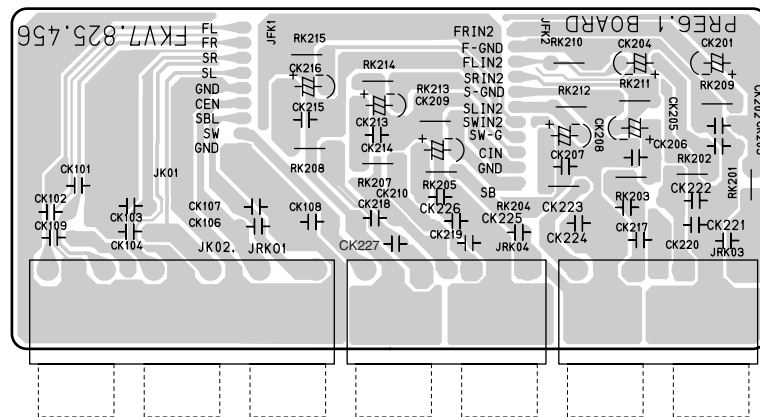 FKV7.825.456
FL
FR
SR
SL
GND
CEN
SBL
SW
GND
JFK1
RK215
CK216
CK215
RK208
RK214
CK213
CK214
RK207
CK210
CK218
RK213
CK209
RK205
CK226
CK219
FRIN2
F-GND
FLIN2
SRIN2
S-GND
SLIN2
SWIN2
SW-G
CIN
GND
SB
JFK2
PRE6.1 BOARD
RK210
CK204
CK201
RK209
RK212
RK211
CK202
CK203
CK205
CK208
CK206
CK207
RK202
RK201
RK203
CK222
RK204
CK225
JRK04
CK223
CK224
CK217
CK220
CK221
JRK03
CK101
JK01
CK102
CK109
CK103
CK104
CK107
CK106
CK108
JK02.
JRK01
CK227